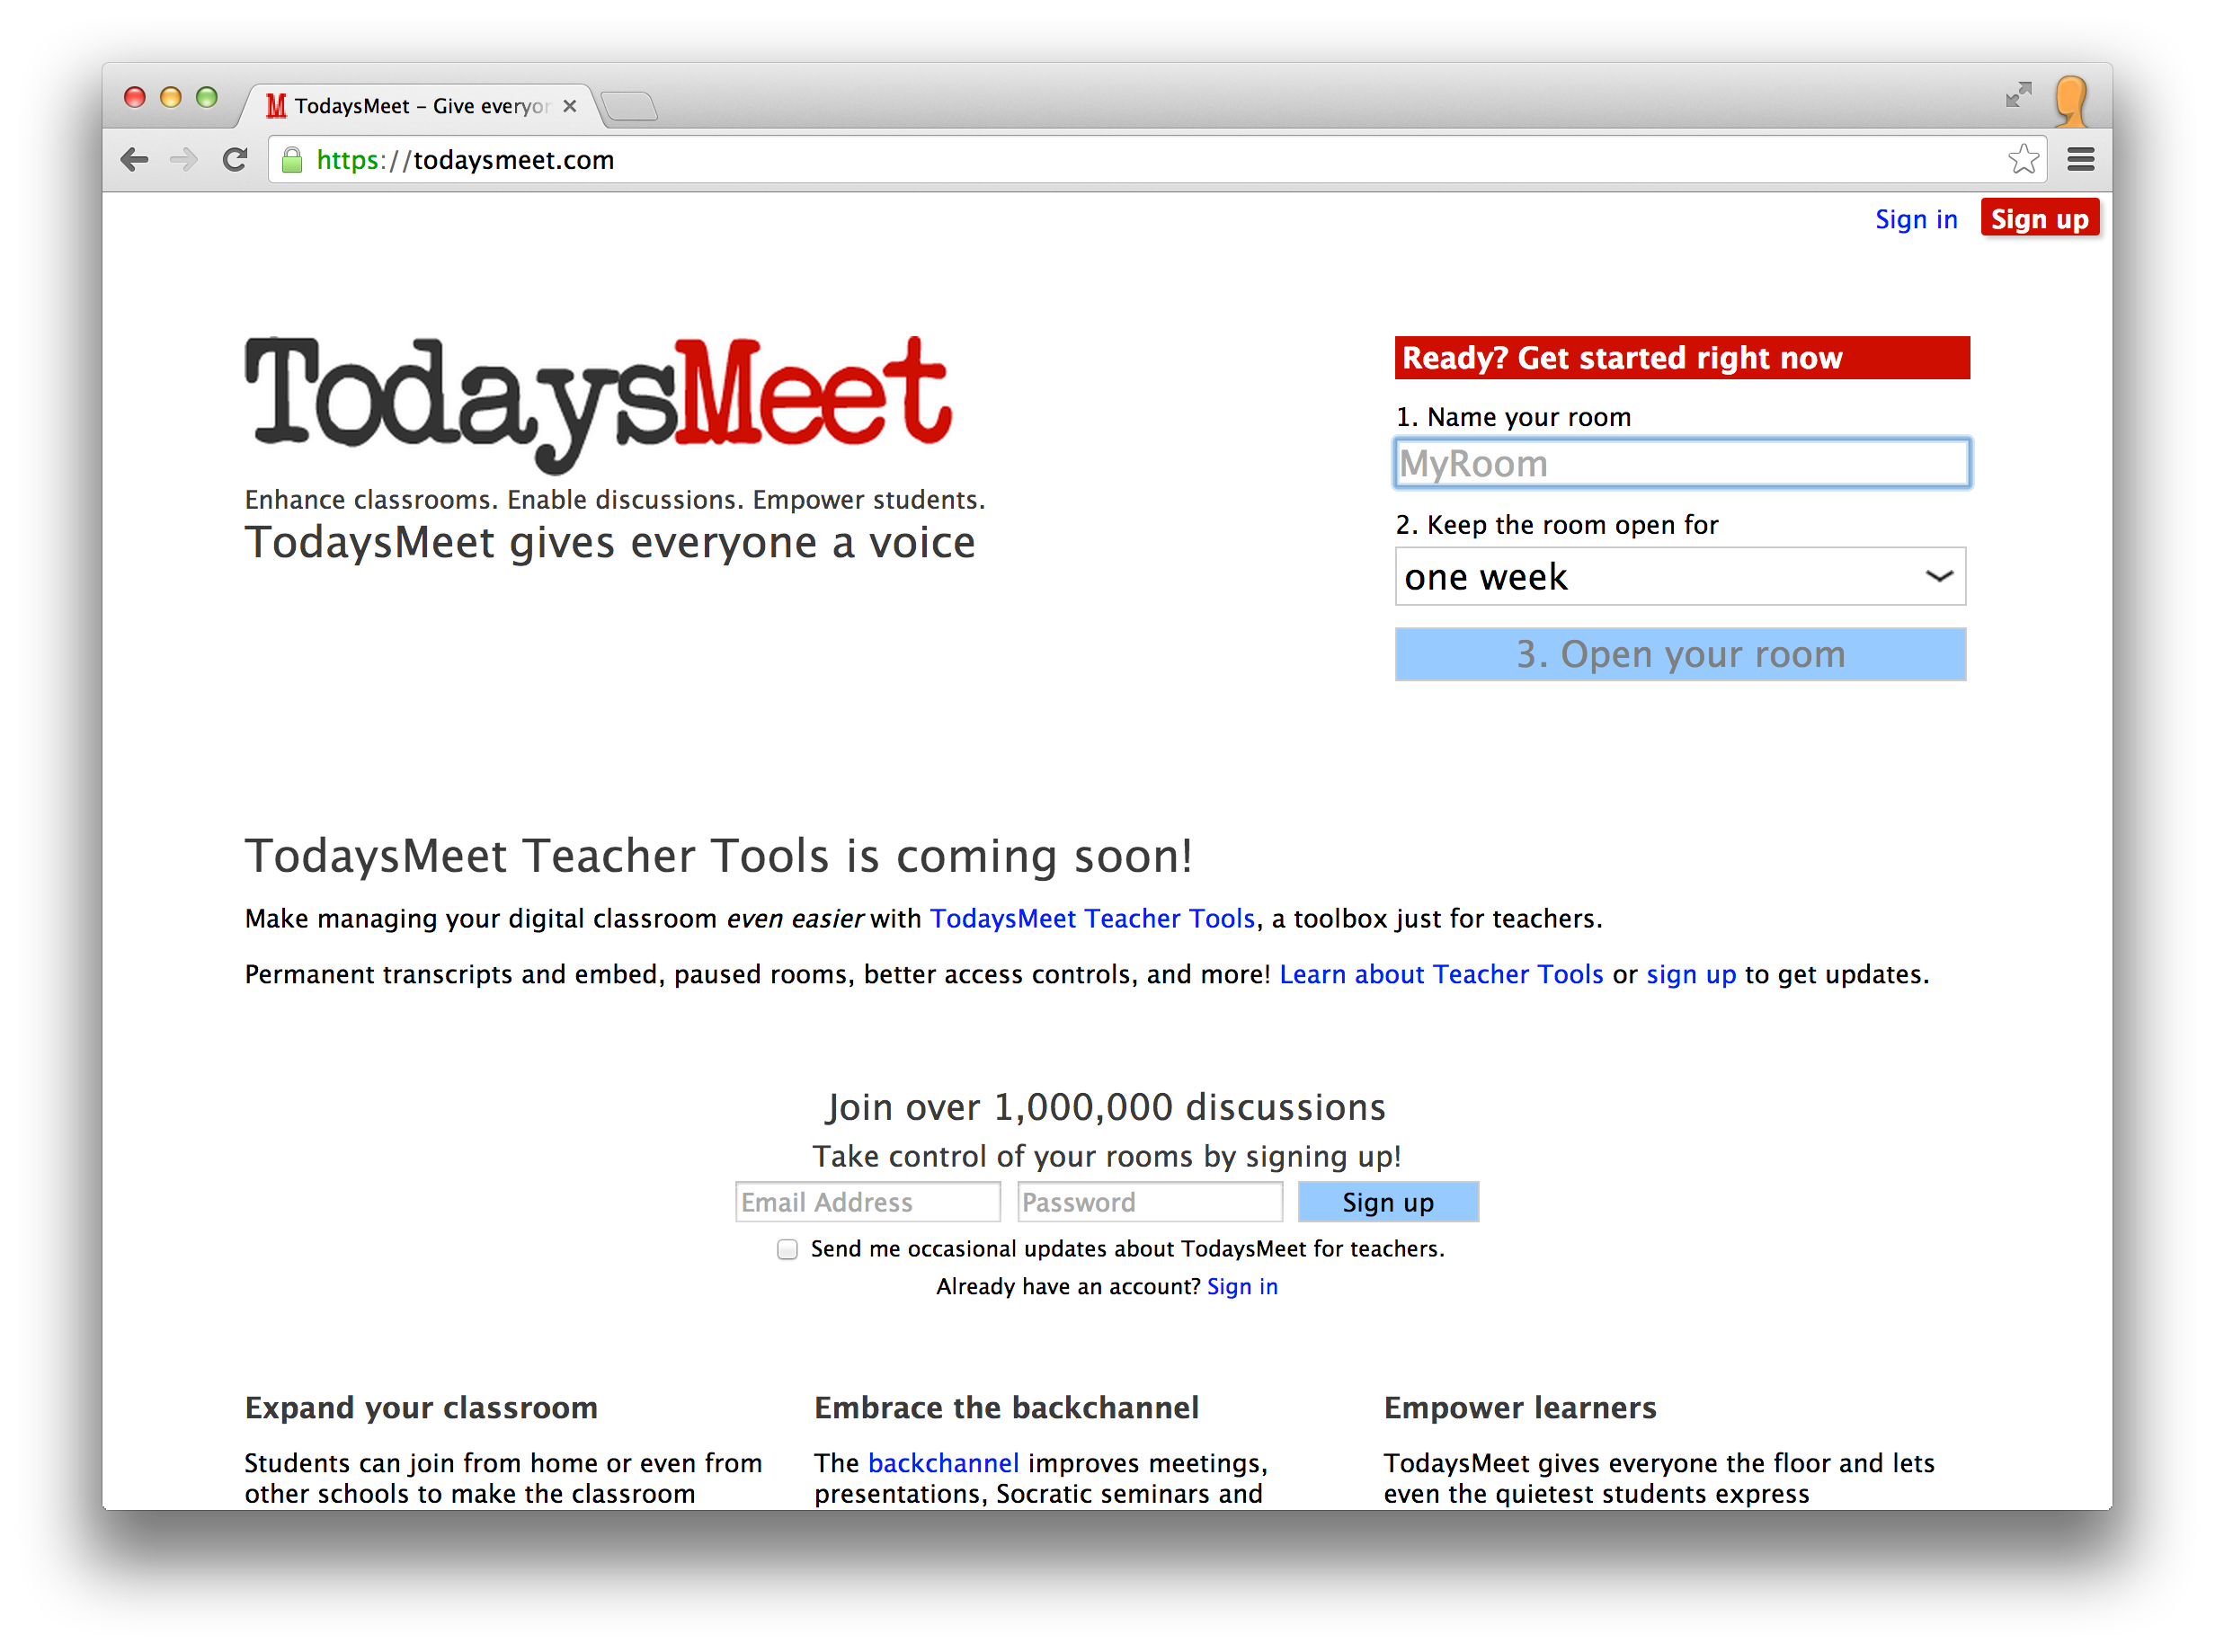 TodaysMeet – Give everyo
https://todaysmeet.com
Sign in
Sign up
TodaysMeet
Enhance classrooms. Enable discussions. Empower students.
TodaysMeet gives everyone a voice
Ready? Get started right now
1. Name your room
MyRoom
2. Keep the room open for
one week
3. Open your room
TodaysMeet Teacher Tools is coming soon!
Make managing your digital classroom even easier with TodaysMeet Teacher Tools, a toolbox just for teachers.
Permanent transcripts and embed, paused rooms, better access controls, and more! Learn about Teacher Tools or sign up to get updates.
Join over 1,000,000 discussions
Take control of your rooms by signing up!
Email Address
Password
Sign up
Send me occasional updates about TodaysMeet for teachers.
Already have an account? Sign in
Expand your classroom
Students can join from home or even from
other schools to make the classroom
Embrace the backchannel
The backchannel improves meetings,
presentations, Socratic seminars and
Empower learners
TodaysMeet gives everyone the floor and lets
even the quietest students express